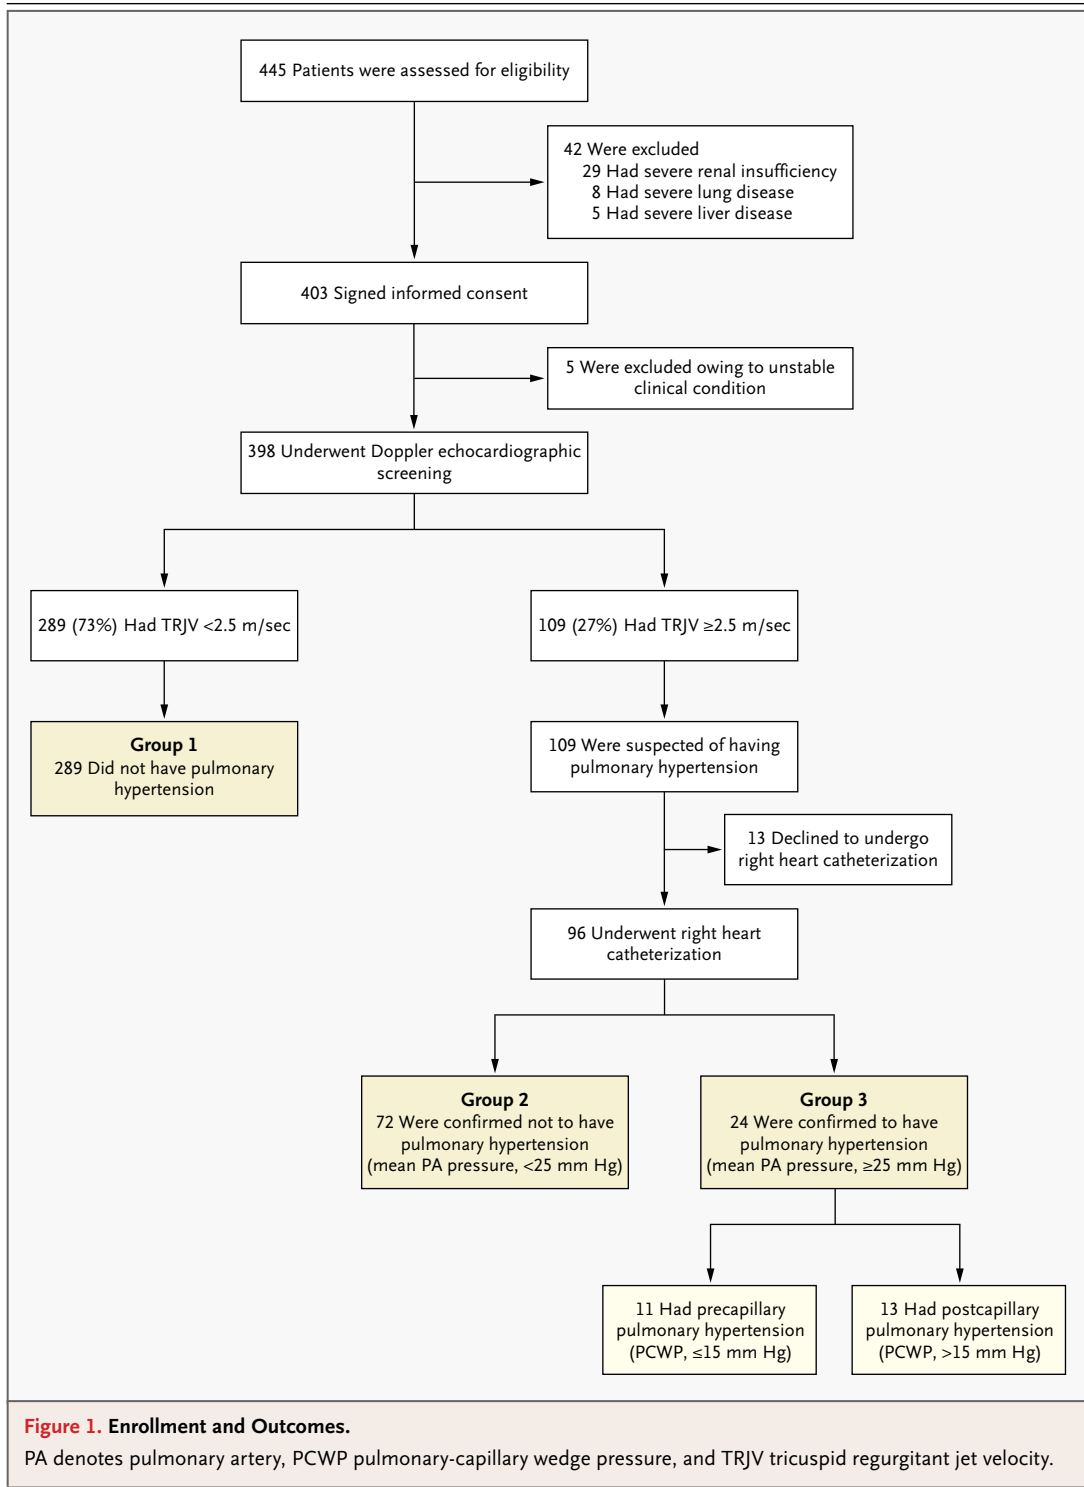 445 Patients were assessed for eligibility
42 Were excluded
29 Had severe renal insufficiency
8 Had severe lung disease
5 Had severe liver disease
403 Signed informed consent
5 Were excluded owing to unstable
clinical condition
398 Underwent Doppler echocardiographic
screening
289 (73%) Had TRJV <2.5 m/sec
109 (27%) Had TRJV ≥2.5 m/sec
Group 1
289 Did not have pulmonary
hypertension
109 Were suspected of having
pulmonary hypertension
13 Declined to undergo
right heart catheterization
96 Underwent right heart
catheterization
Group 2
72 Were confirmed not to have
pulmonary hypertension
(mean PA pressure, <25 mm Hg)
Group 3
24 Were confirmed to have
pulmonary hypertension
(mean PA pressure, ≥25 mm Hg)
11 Had precapillary
pulmonary hypertension
(PCWP, ≤15 mm Hg)
13 Had postcapillary
pulmonary hypertension
(PCWP, >15 mm Hg)
Figure 1. Enrollment and Outcomes.
PA denotes pulmonary artery, PCWP pulmonary-capillary wedge pressure, and TRJV tricuspid regurgitant jet velocity.